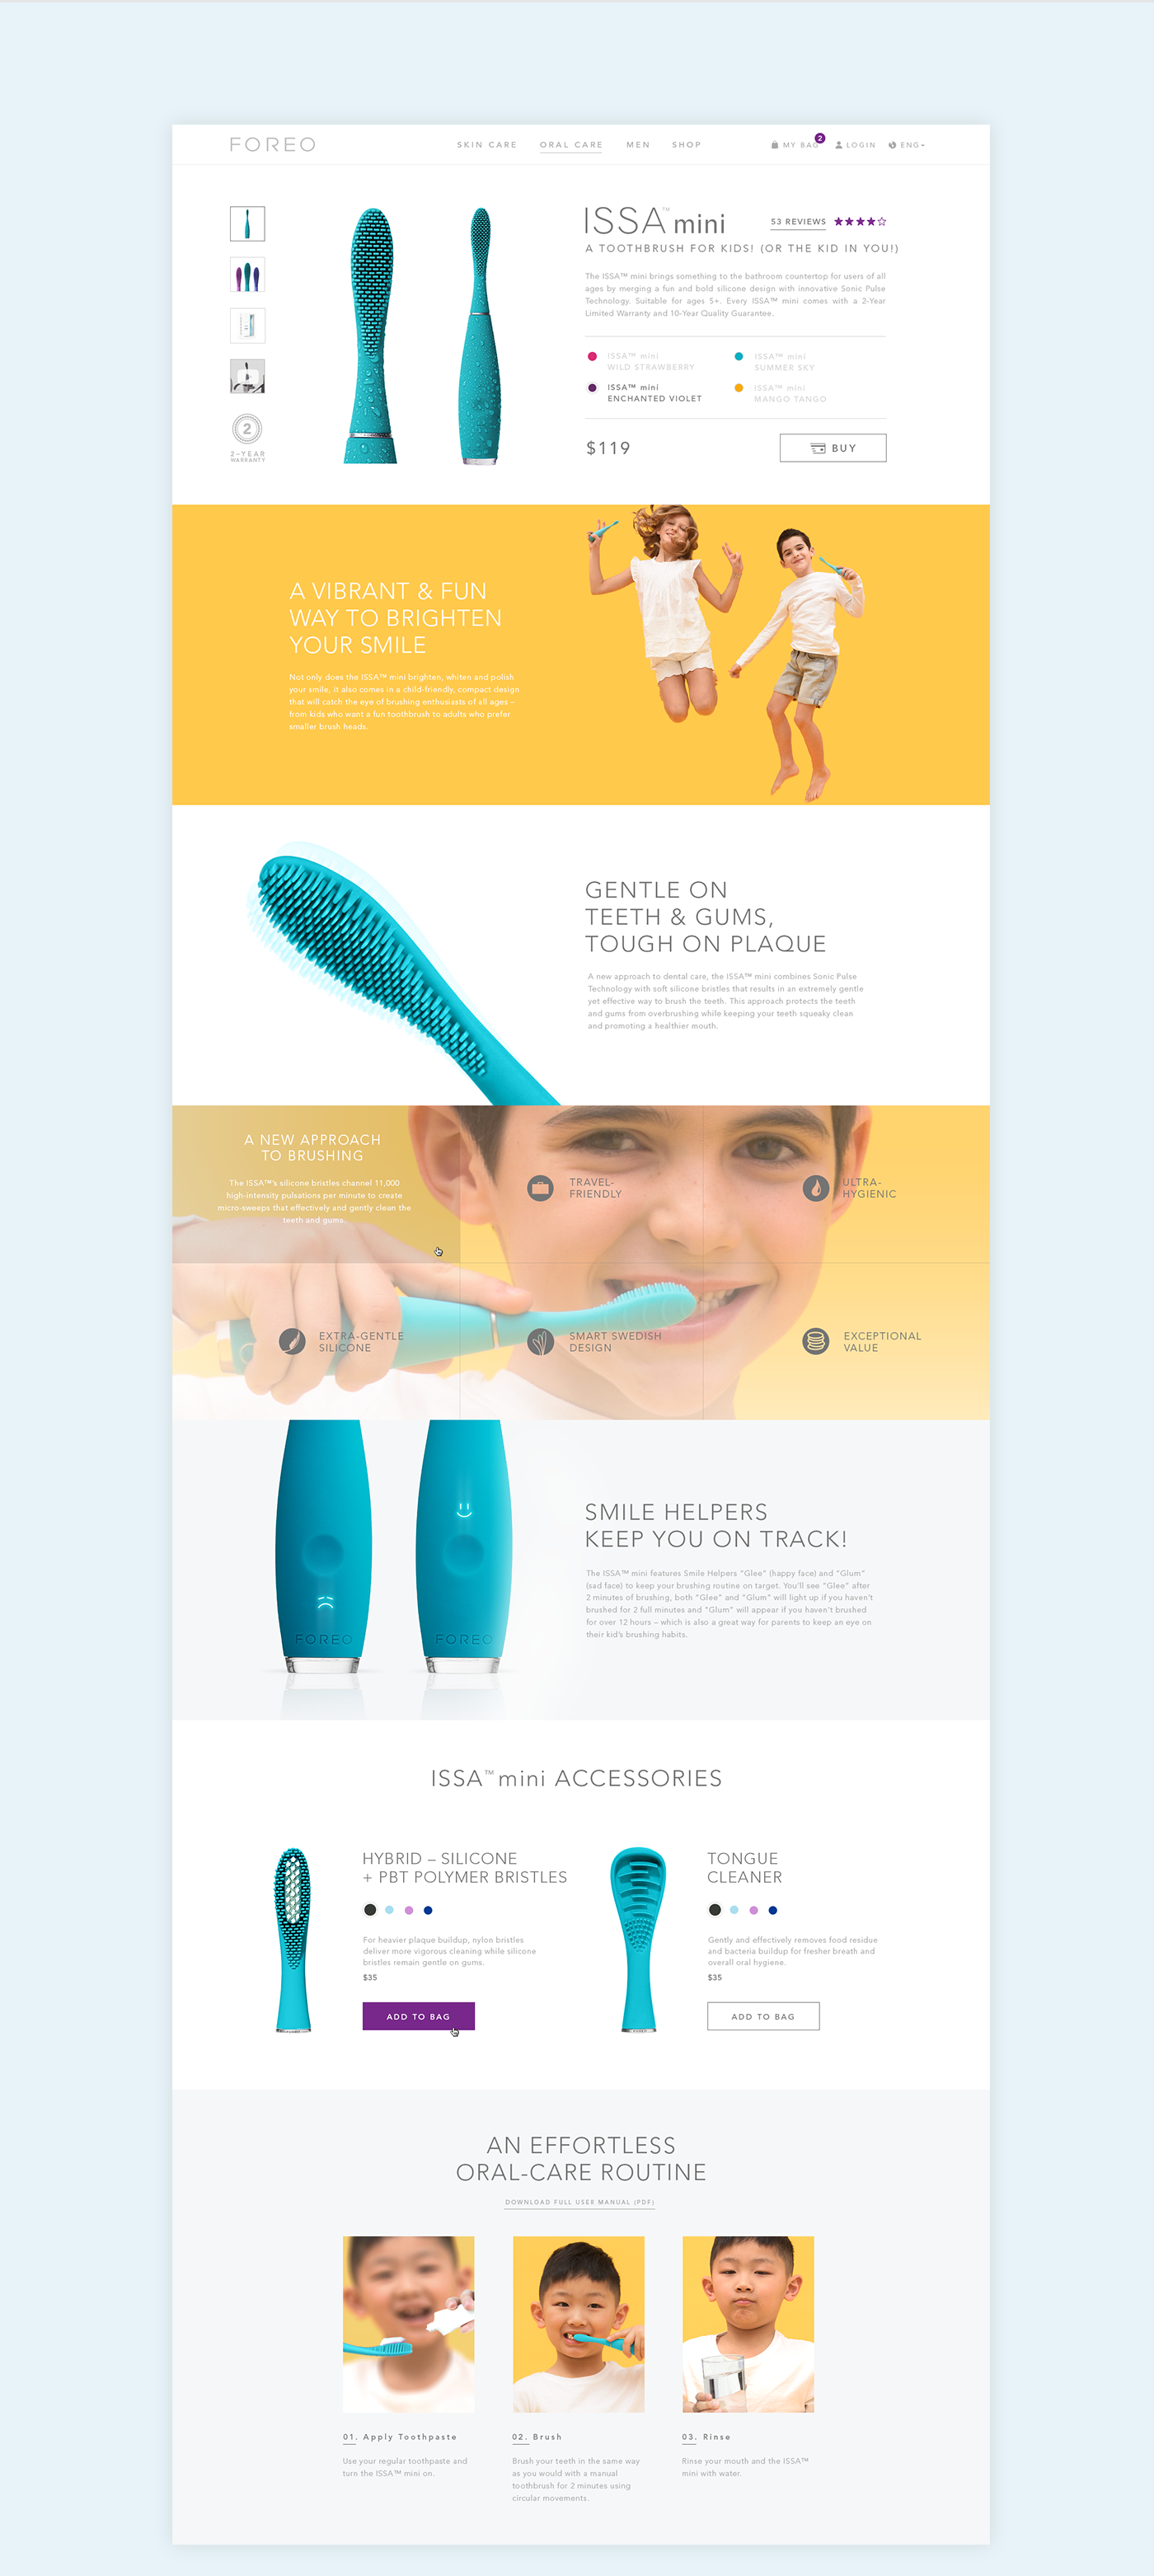 FOREO
SKIN CARE
ORAL CARE
MEN
SHOP
MY BAG
2
LOGIN
ENG
2
2-YEAR
WARRANTY
ISSA™ mini
53 REVIEWS
A TOOTHBRUSH FOR KIDS! (OR THE KID IN YOU!)
The ISSA™ mini brings something to the bathroom countertop for users of all
ages by merging a fun and bold silicone design with innovative Sonic Pulse
Technology. Suitable for ages 5+. Every ISSA™ mini comes with a 2-Year
Limited Warranty and 10-Year Quality Guarantee.
ISSA™ mini
WILD STRAWBERRY
ISSA™ mini
SUMMER SKY
ISSA™ mini
ENCHANTED VIOLET
ISSA™ mini
MANGO TANGO
$119
BUY
A VIBRANT & FUN
WAY TO BRIGHTEN
YOUR SMILE
Not only does the ISSA™ mini brighten, whiten and polish
your smile, it also comes in a child-friendly, compact design
that will catch the eye of brushing enthusiasts of all ages –
from kids who want a fun toothbrush to adults who prefer
smaller brush heads.
GENTLE ON
TEETH & GUMS,
TOUGH ON PLAQUE
A new approach to dental care, the ISSA™ mini combines Sonic Pulse
Technology with soft silicone bristles that results in an extremely gentle
yet effective way to brush the teeth. This approach protects the teeth
and gums from overbrushing while keeping your teeth squeaky clean
and promoting a healthier mouth.
A NEW APPROACH
TO BRUSHING
The ISSA™'s silicone bristles channel 11,000
high-intensity pulsations per minute to create
micro-sweeps that effectively and gently clean the
teeth and gums.
TRAVEL-
FRIENDLY
ULTRA-
HYGIENIC
EXTRA-GENTLE
SILICONE
SMART SWEDISH
DESIGN
EXCEPTIONAL
VALUE
FOREO
FOREO
SMILE HELPERS
KEEP YOU ON TRACK!
The ISSA™ mini features Smile Helpers "Glee" (happy face) and "Glum"
(sad face) to keep your brushing routine on target. You'll see "Glee" after
2 minutes of brushing, both "Glee" and "Glum" will light up if you haven't
brushed for 2 full minutes and "Glum" will appear if you haven't brushed
for over 12 hours – which is also a great way for parents to keep an eye on
their kid's brushing habits.
ISSA™ mini ACCESSORIES
HYBRID – SILICONE
+ PBT POLYMER BRISTLES
For heavier plaque buildup, nylon bristles
deliver more vigorous cleaning while silicone
bristles remain gentle on gums.
$35
ADD TO BAG
TONGUE
CLEANER
Gently and effectively removes food residue
and bacteria buildup for fresher breath and
overall oral hygiene.
$35
ADD TO BAG
AN EFFORTLESS
ORAL-CARE ROUTINE
DOWNLOAD FULL USER MANUAL (PDF)
01. Apply Toothpaste
Use your regular toothpaste and
turn the ISSA™ mini on.
02. Brush
Brush your teeth in the same way
as you would with a manual
toothbrush for 2 minutes using
circular movements.
03. Rinse
Rinse your mouth and the ISSA™
mini with water.